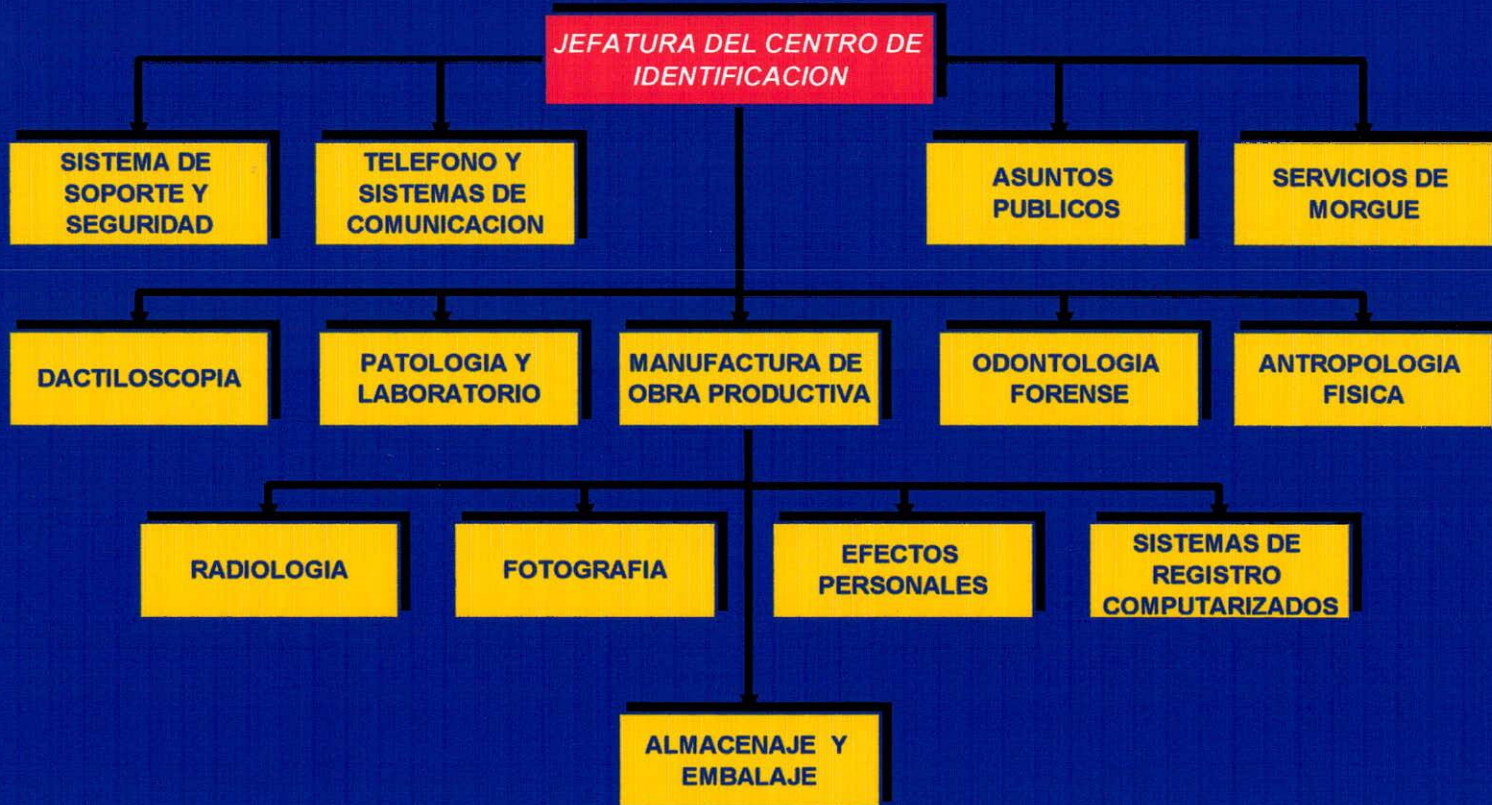 JEFATURA DEL CENTRO DE
IDENTIFICACION
SISTEMA DE
SOPORTE Y
SEGURIDAD
TELEFONO Y
SISTEMAS DE
COMUNICACION
ASUNTOS
PUBLICOS
SERVICIOS DE
MORGUE
DACTILOSCOPIA
PATOLOGIA Y
LABORATORIO
MANUFACTURA DE
OBRA PRODUCTIVA
ODONTOLOGIA
FORENSE
ANTROPOLOGIA
FISICA
RADIOLOGIA
FOTOGRAFIA
EFECTOS
PERSONALES
SISTEMAS DE
REGISTRO
COMPUTARIZADOS
ALMACENAJE Y
EMBALAJE